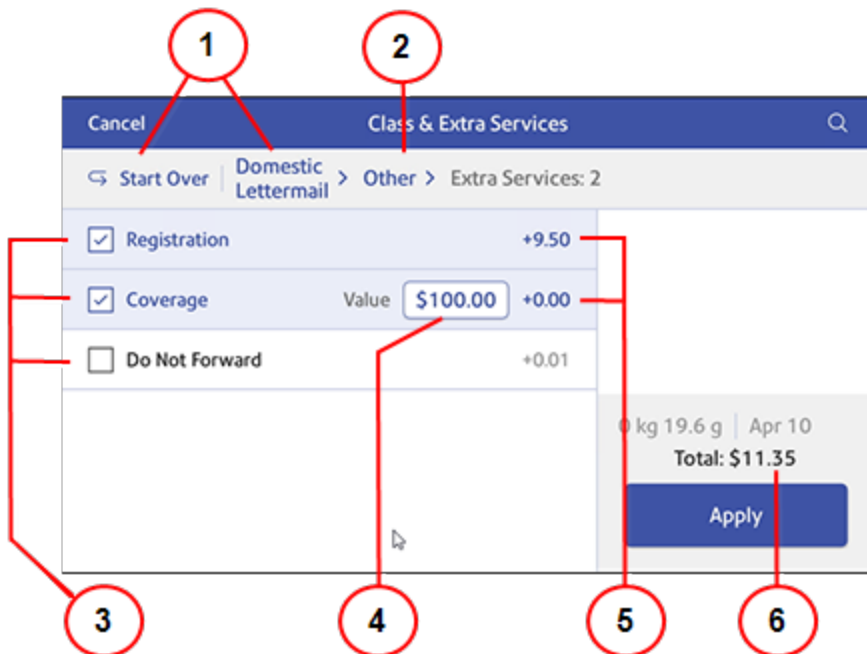 1 2
Cancel Class & Extra Services
Start Over Domestic Lettermail > Other > Extra Services: 2
Registration +9.50
Coverage Value $100.00 +0.00
Do Not Forward +0.01
0 kg 19.6 g Apr 10
Total: $11.35
Apply
3 4 5 6